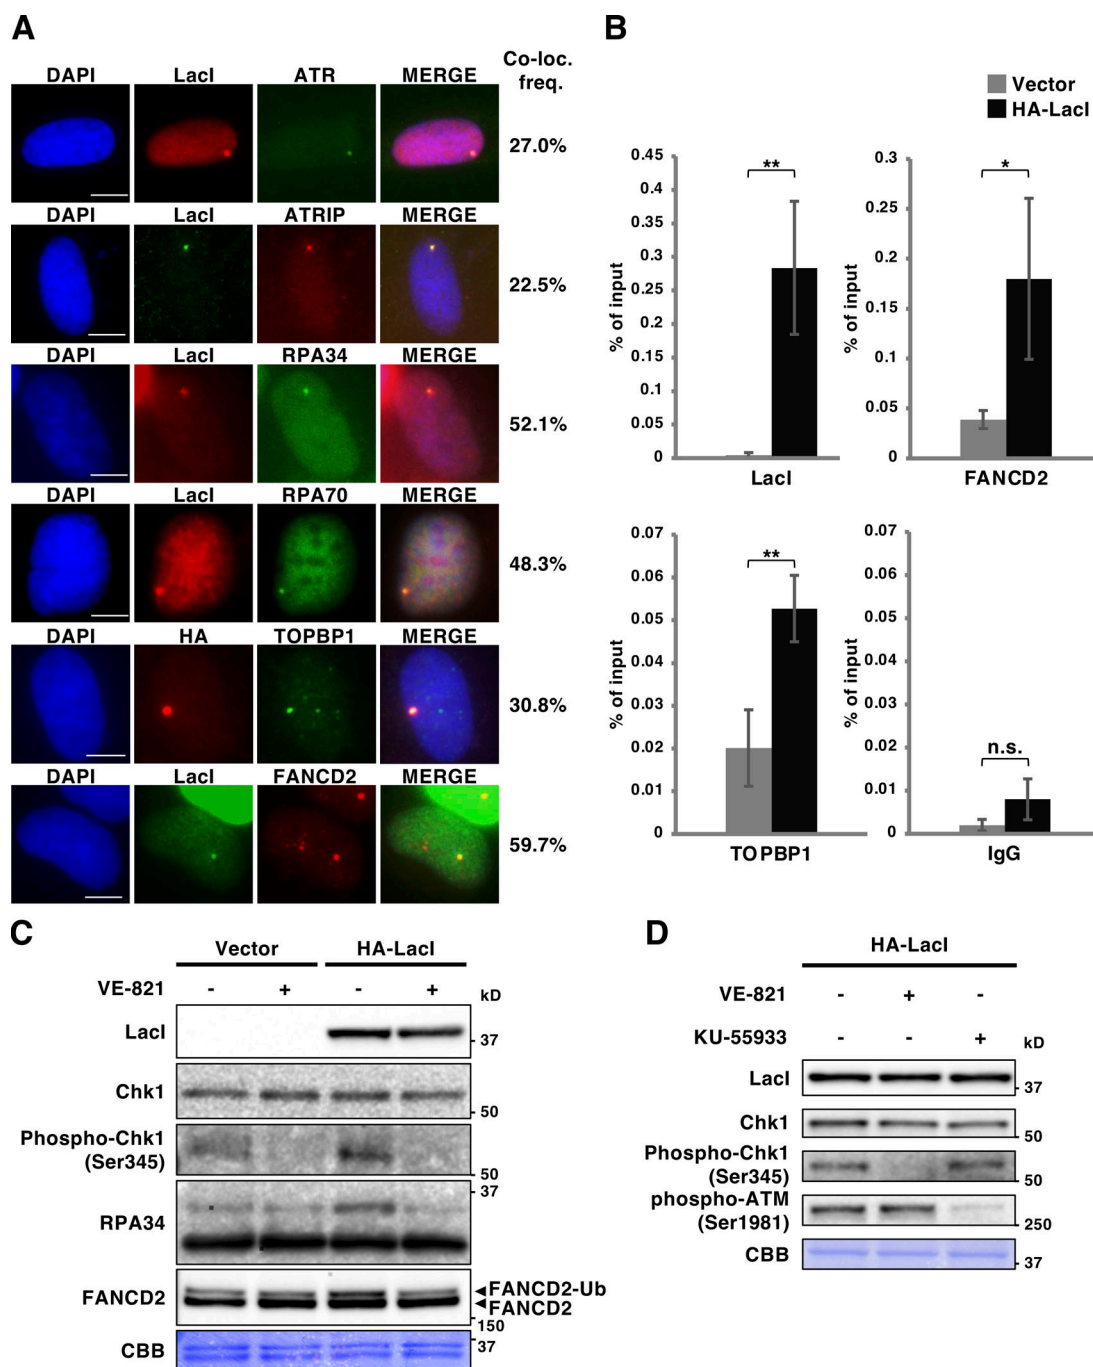 A
DAPI LacI ATR MERGE Co-loc. freq.
27.0%
DAPI LacI ATRIP MERGE
22.5%
DAPI LacI RPA34 MERGE
52.1%
DAPI LacI RPA70 MERGE
48.3%
DAPI HA TOPBP1 MERGE
30.8%
DAPI LacI FANCD2 MERGE
59.7%
B
Vector
HA-LacI
% of input
0.45
0.4
0.35
0.3
0.25
0.2
0.15
0.1
0.05
0
**
LacI
% of input
0.3
0.25
0.2
0.15
0.1
0.05
0
*
FANCD2
% of input
0.07
0.06
0.05
0.04
0.03
0.02
0.01
0
**
TOPBP1
% of input
0.07
0.06
0.05
0.04
0.03
0.02
0.01
0
n.s.
IgG
C
Vector HA-LacI
VE-821 - + - + kD
LacI 37
Chk1 50
Phospho-Chk1
(Ser345) 50
37
RPA34
FANCD2 FANCD2-Ub
FANCD2
150
CBB 37
D
HA-LacI
VE-821 - + -
KU-55933 - - + kD
LacI 37
Chk1 50
Phospho-Chk1
(Ser345) 50
phospho-ATM
(Ser1981) 250
CBB 37